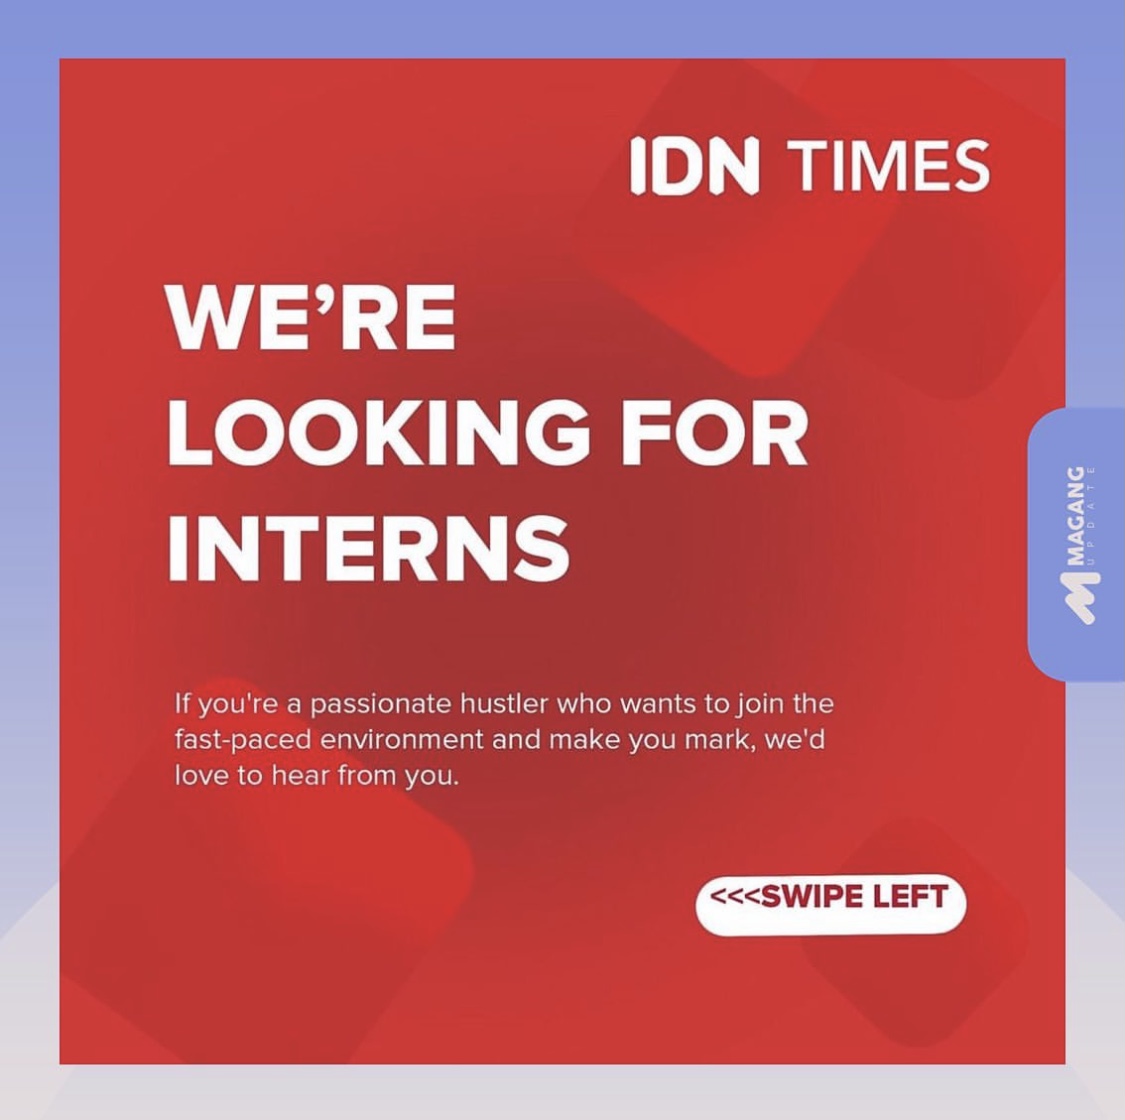 IDN TIMES
WE’RE
LOOKING FOR
INTERNS
If you're a passionate hustler who wants to join the
fast-paced environment and make you mark, we'd
love to hear from you.
<<<SWIPE LEFT
MAGANG
UPDATE